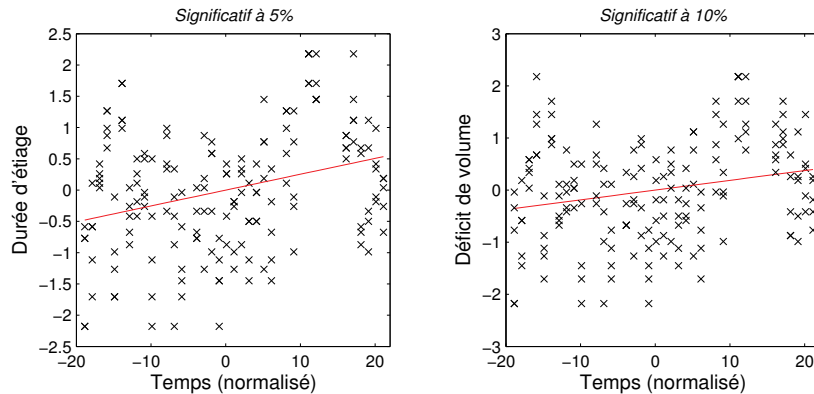 Significatif à 5%
2.5
2
1.5
1
0.5
0
−0.5
−1
−1.5
−2
−2.5
Durée d'étiage
−20 −10 0 10 20
Temps (normalisé)
Significatif à 10%
3
2
1
0
−1
−2
−3
Déficit de volume
−20 −10 0 10 20
Temps (normalisé)